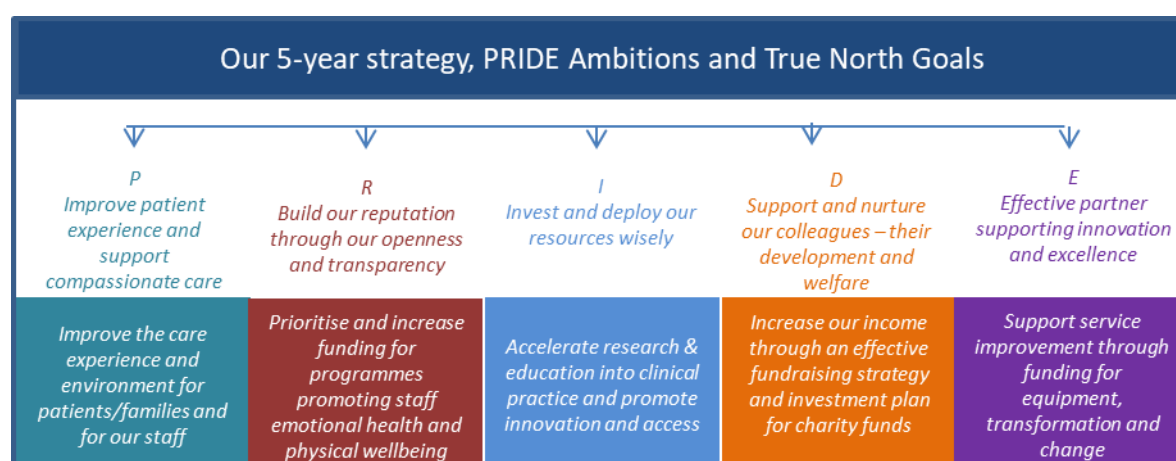 Our 5-year strategy, PRIDE Ambitions and True North Goals
P
Improve patient
experience and
support
compassionate care
R
Build our reputation
through our openness
and transparency
I
Invest and deploy our
resources wisely
D
Support and nurture
our colleagues – their
development and
welfare
E
Effective partner
supporting innovation
and excellence
Improve the care
experience and
environment for
patients/families and
for our staff
Prioritise and increase
funding for
programmes
promoting staff
emotional health and
physical wellbeing
Accelerate research &
education into clinical
practice and promote
innovation and access
Increase our income
through an effective
fundraising strategy
and investment plan
for charity funds
Support service
improvement through
funding for
equipment,
transformation and
change